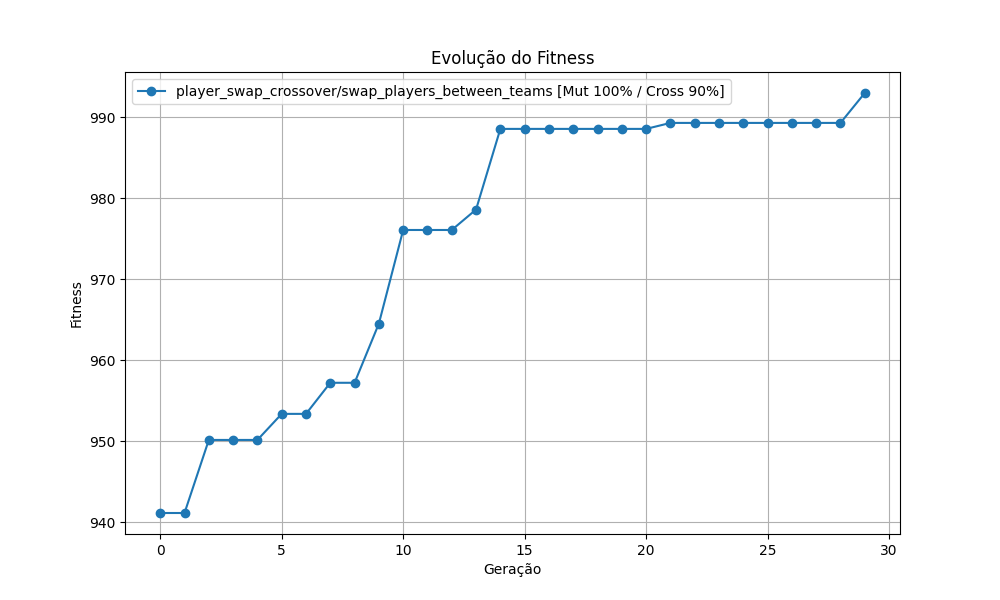 Evolução do Fitness
player_swap_crossover/swap_players_between_teams [Mut 100% / Cross 90%]
Fitness
990
980
970
960
950
940
0 5 10 15 20 25 30
Geração